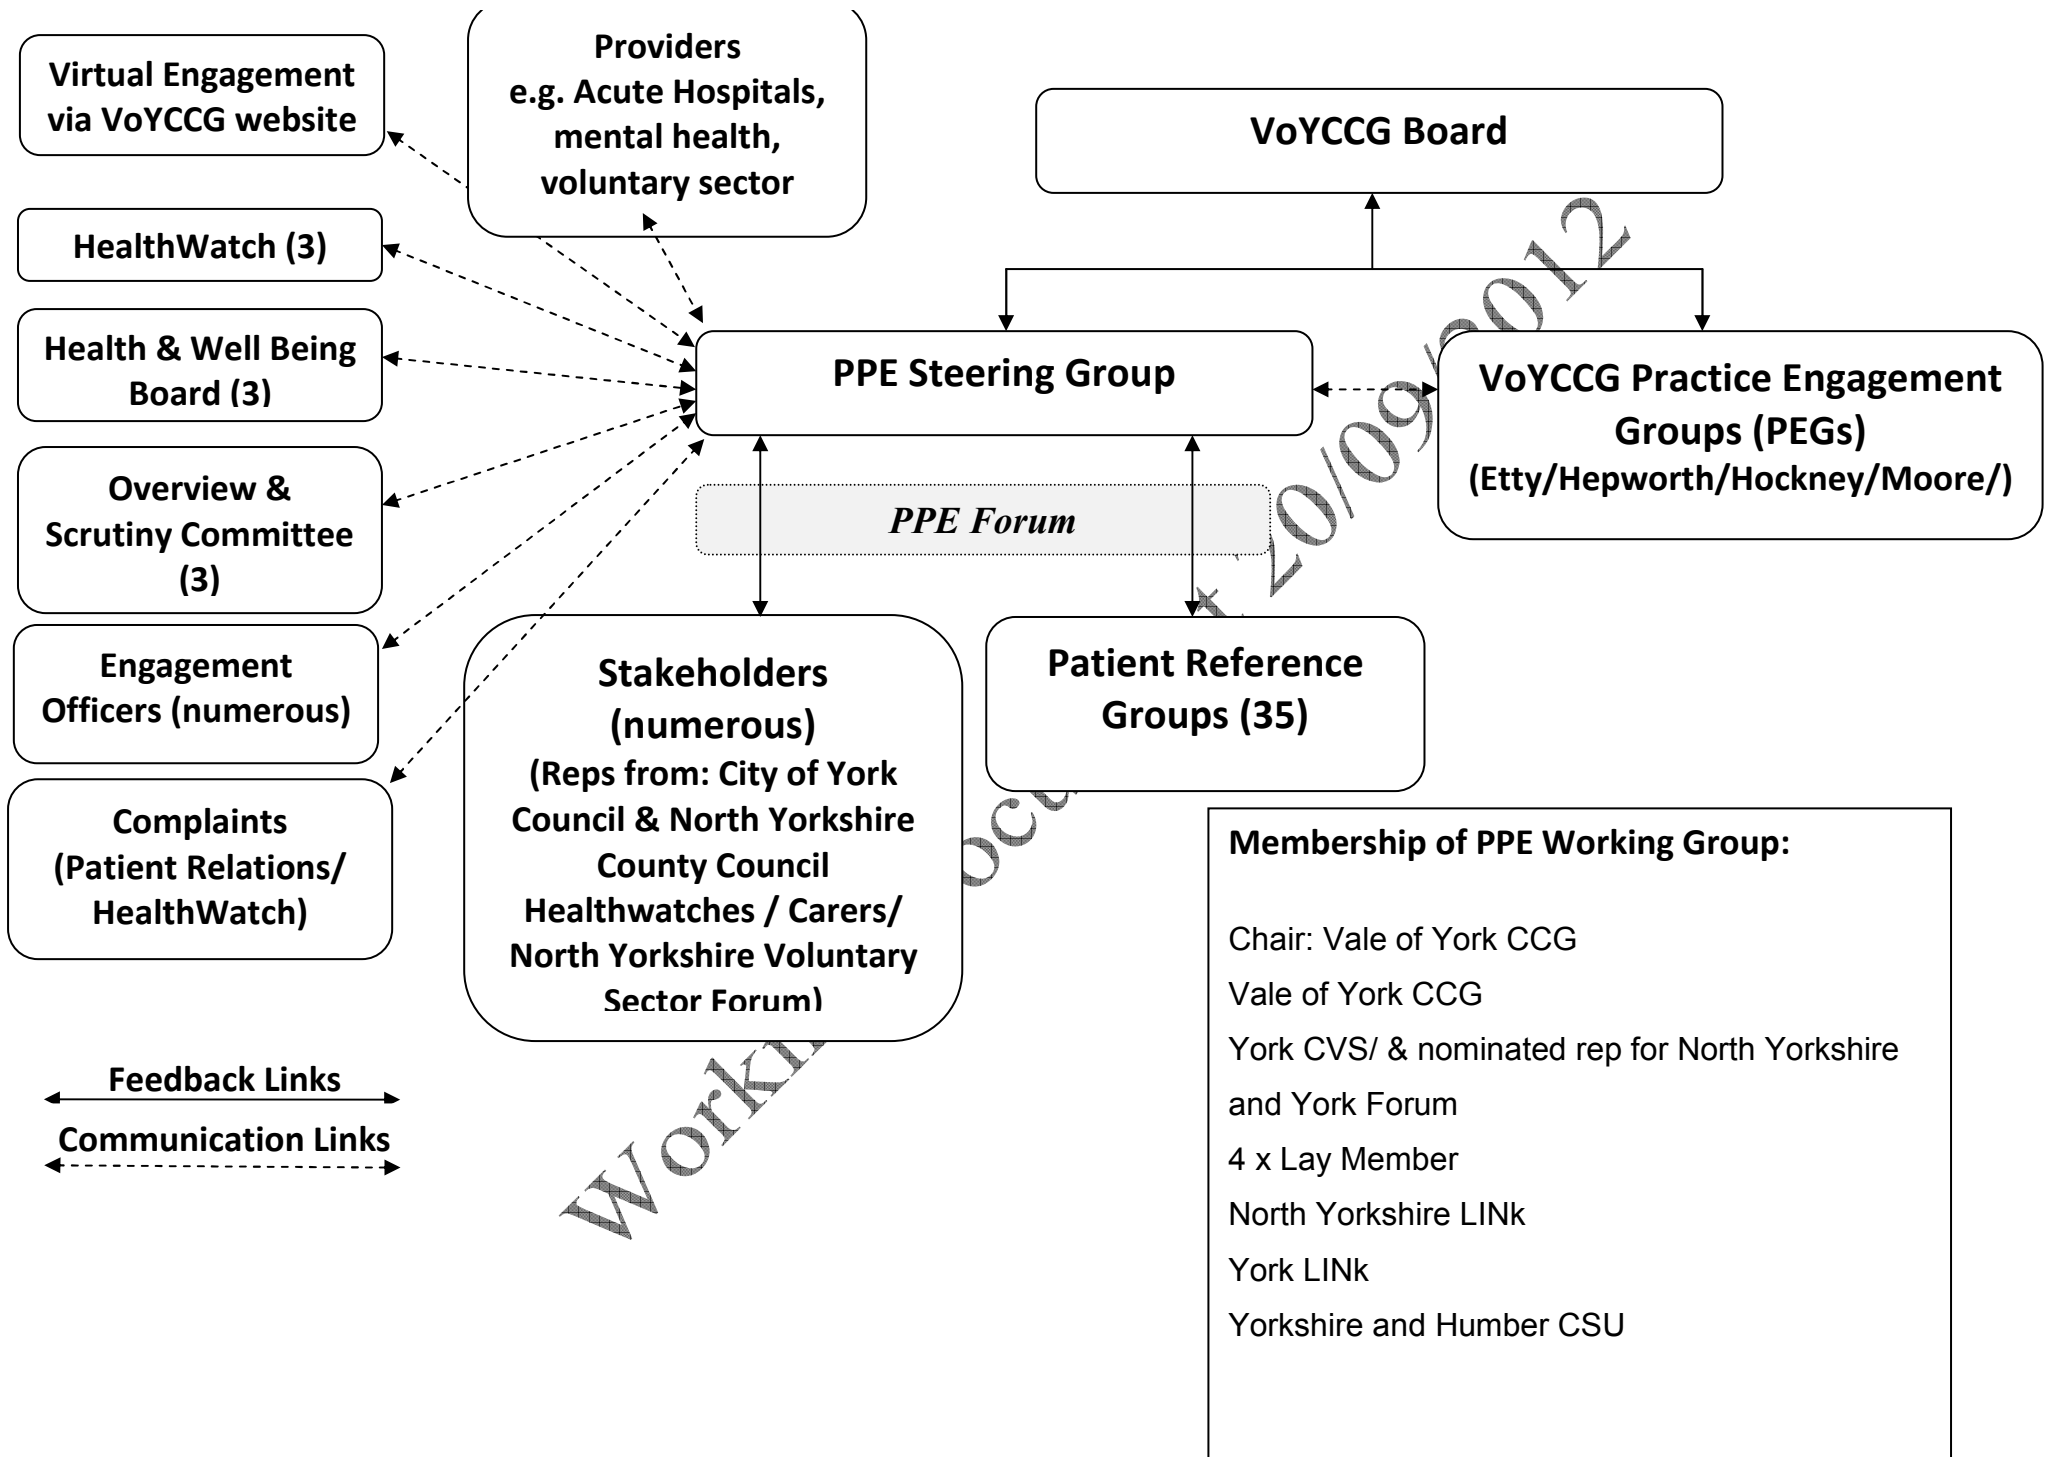 Virtual Engagement
via VoYCCG website
Providers
e.g. Acute Hospitals,
mental health,
voluntary sector
VoYCCG Board
HealthWatch (3)
Health & Well Being
Board (3)
PPE Steering Group
VoYCCG Practice Engagement
Groups (PEGs)
(Etty/Hepworth/Hockney/Moore/)
Overview &
Scrutiny Committee
(3)
PPE Forum
Engagement
Officers (numerous)
Stakeholders
(numerous)
(Reps from: City of York
Council & North Yorkshire
County Council
Healthwatches / Carers/
North Yorkshire Voluntary
Sector Forum)
Patient Reference
Groups (35)
Complaints
(Patient Relations/
HealthWatch)
Membership of PPE Working Group:
Chair: Vale of York CCG
Vale of York CCG
York CVS/ & nominated rep for North Yorkshire
and York Forum
4 x Lay Member
North Yorkshire LINk
York LINk
Yorkshire and Humber CSU
Feedback Links
Communication Links
20/09/2012